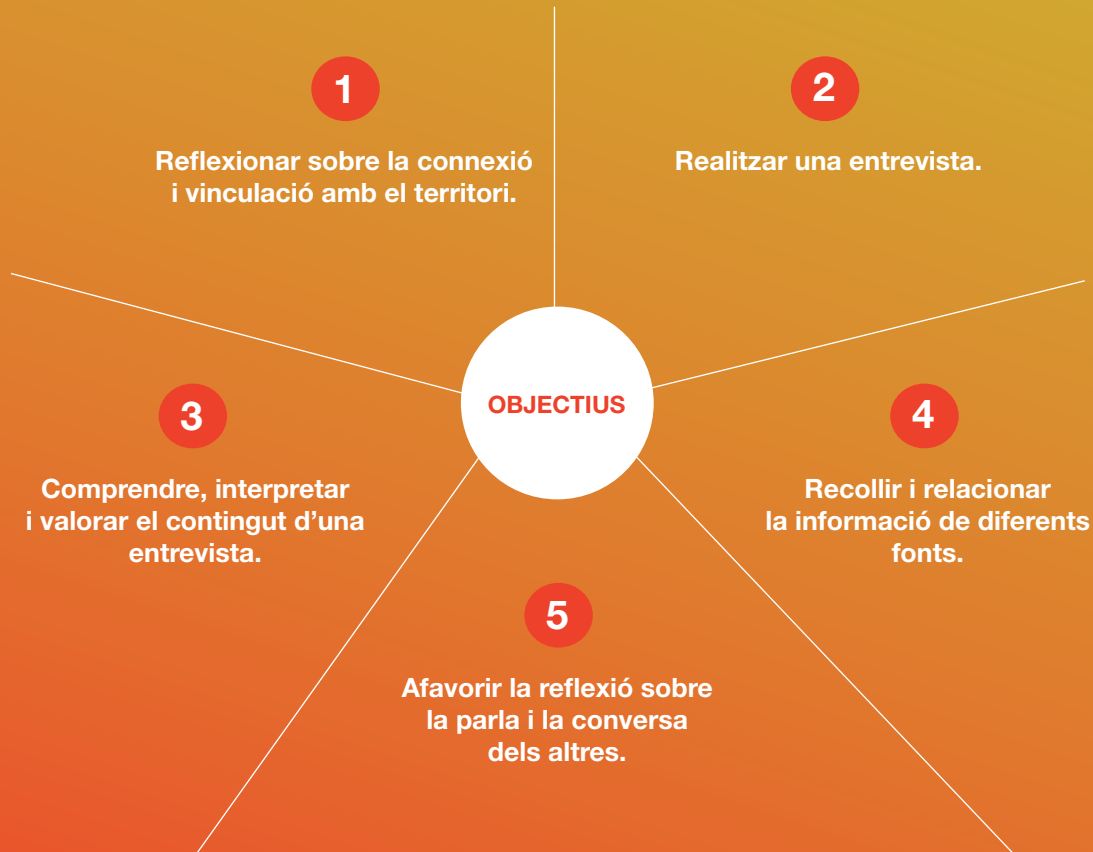 1
Reflexionar sobre la connexió
i vinculació amb el territori.
2
Realitzar una entrevista.
OBJECTIUS
3
Comprendre, interpretar
i valorar el contingut d’una
entrevista.
4
Recollir i relacionar
la informació de diferents
fonts.
5
Afavorir la reflexió sobre
la parla i la conversa
dels altres.